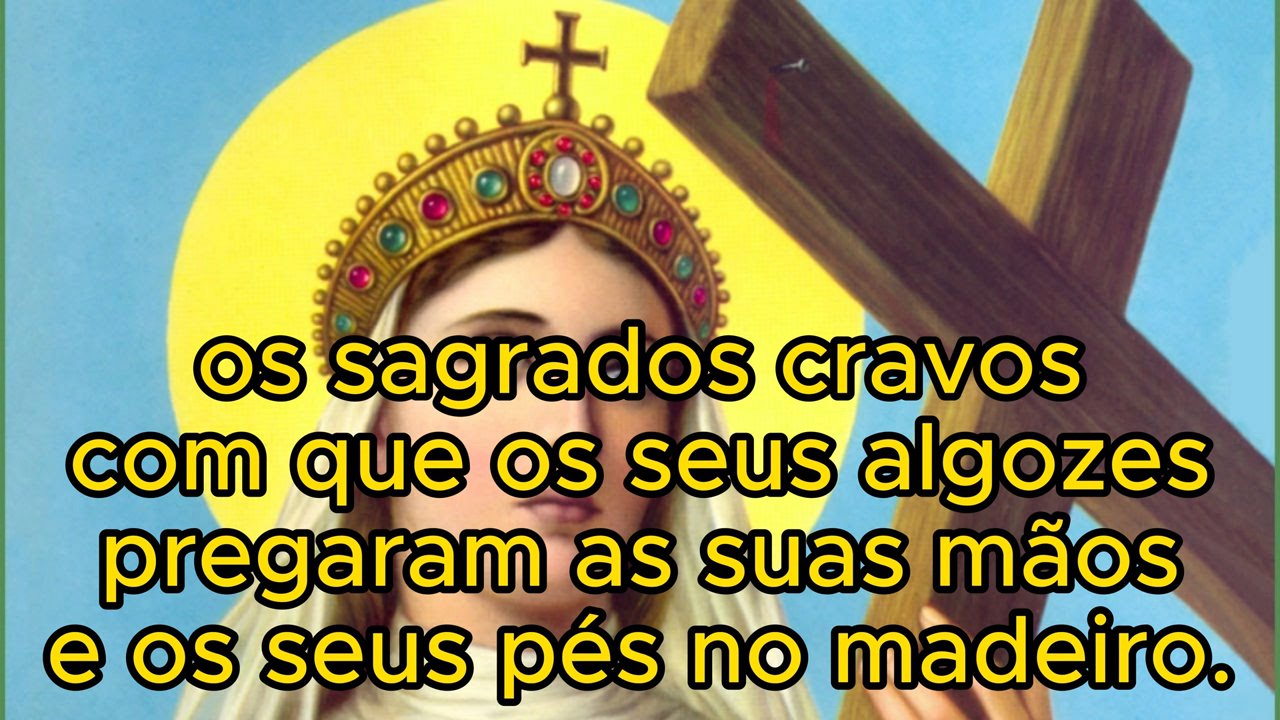 os sagrados cravos
com que os seus algozes
pregaram as suas mãos
e os seus pés no madeiro.